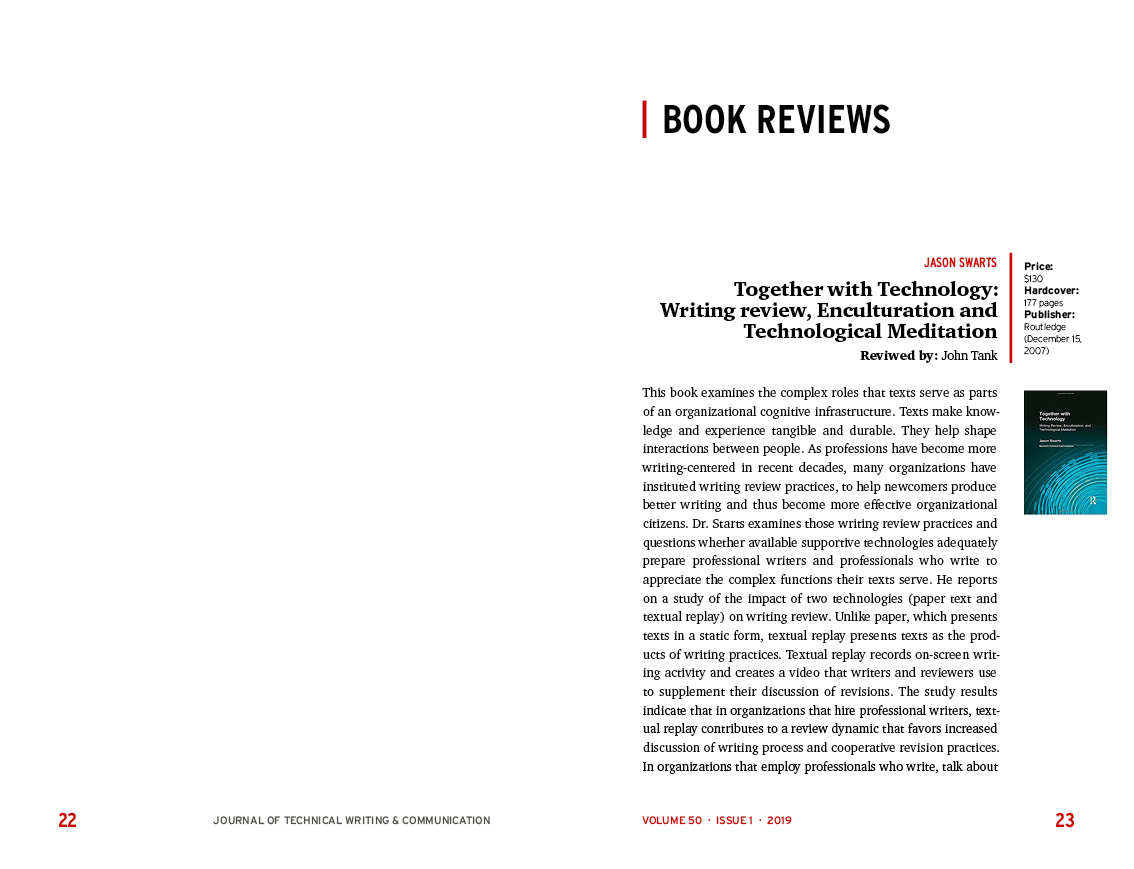 BOOK REVIEWS
JASON SWARTS
Together with Technology:
Writing review, Enculturation and
Technological Meditation
Reviwed by: John Tank
Price:
$130
Hardcover:
177 pages
Publisher:
Routledge
(December 15,
2007)
This book examines the complex roles that texts serve as parts
of an organizational cognitive infrastructure. Texts make know-
ledge and experience tangible and durable. They help shape
interactions between people. As professions have become more
writing-centered in recent decades, many organizations have
instituted writing review practices, to help newcomers produce
better writing and thus become more effective organizational
citizens. Dr. Starts examines those writing review practices and
questions whether available supportive technologies adequately
prepare professional writers and professionals who write to
appreciate the complex functions their texts serve. He reports
on a study of the impact of two technologies (paper text and
textual replay) on writing review. Unlike paper, which presents
texts in a static form, textual replay presents texts as the prod-
ucts of writing practices. Textual replay records on-screen writ-
ing activity and creates a video that writers and reviewers use
to supplement their discussion of revisions. The study results
indicate that in organizations that hire professional writers, text-
ual replay contributes to a review dynamic that favors increased
discussion of writing process and cooperative revision practices.
In organizations that employ professionals who write, talk about
Together with
Technology
Writing Review, Enculturation, and
Technological Mediation
Jason Swarts
R
22
JOURNAL OF TECHNICAL WRITING & COMMUNICATION
VOLUME 50 · ISSUE 1 · 2019
23